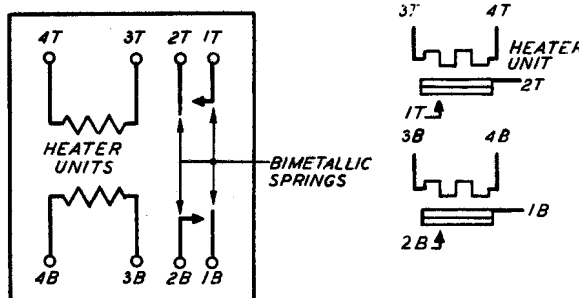 4T 3T 2T 1T
HEATER
UNITS
BIMETALLIC
SPRINGS
4B 3B 2B 1B
3T 4T
HEATER
UNIT
2T
1T
3B 4B
1B
2B